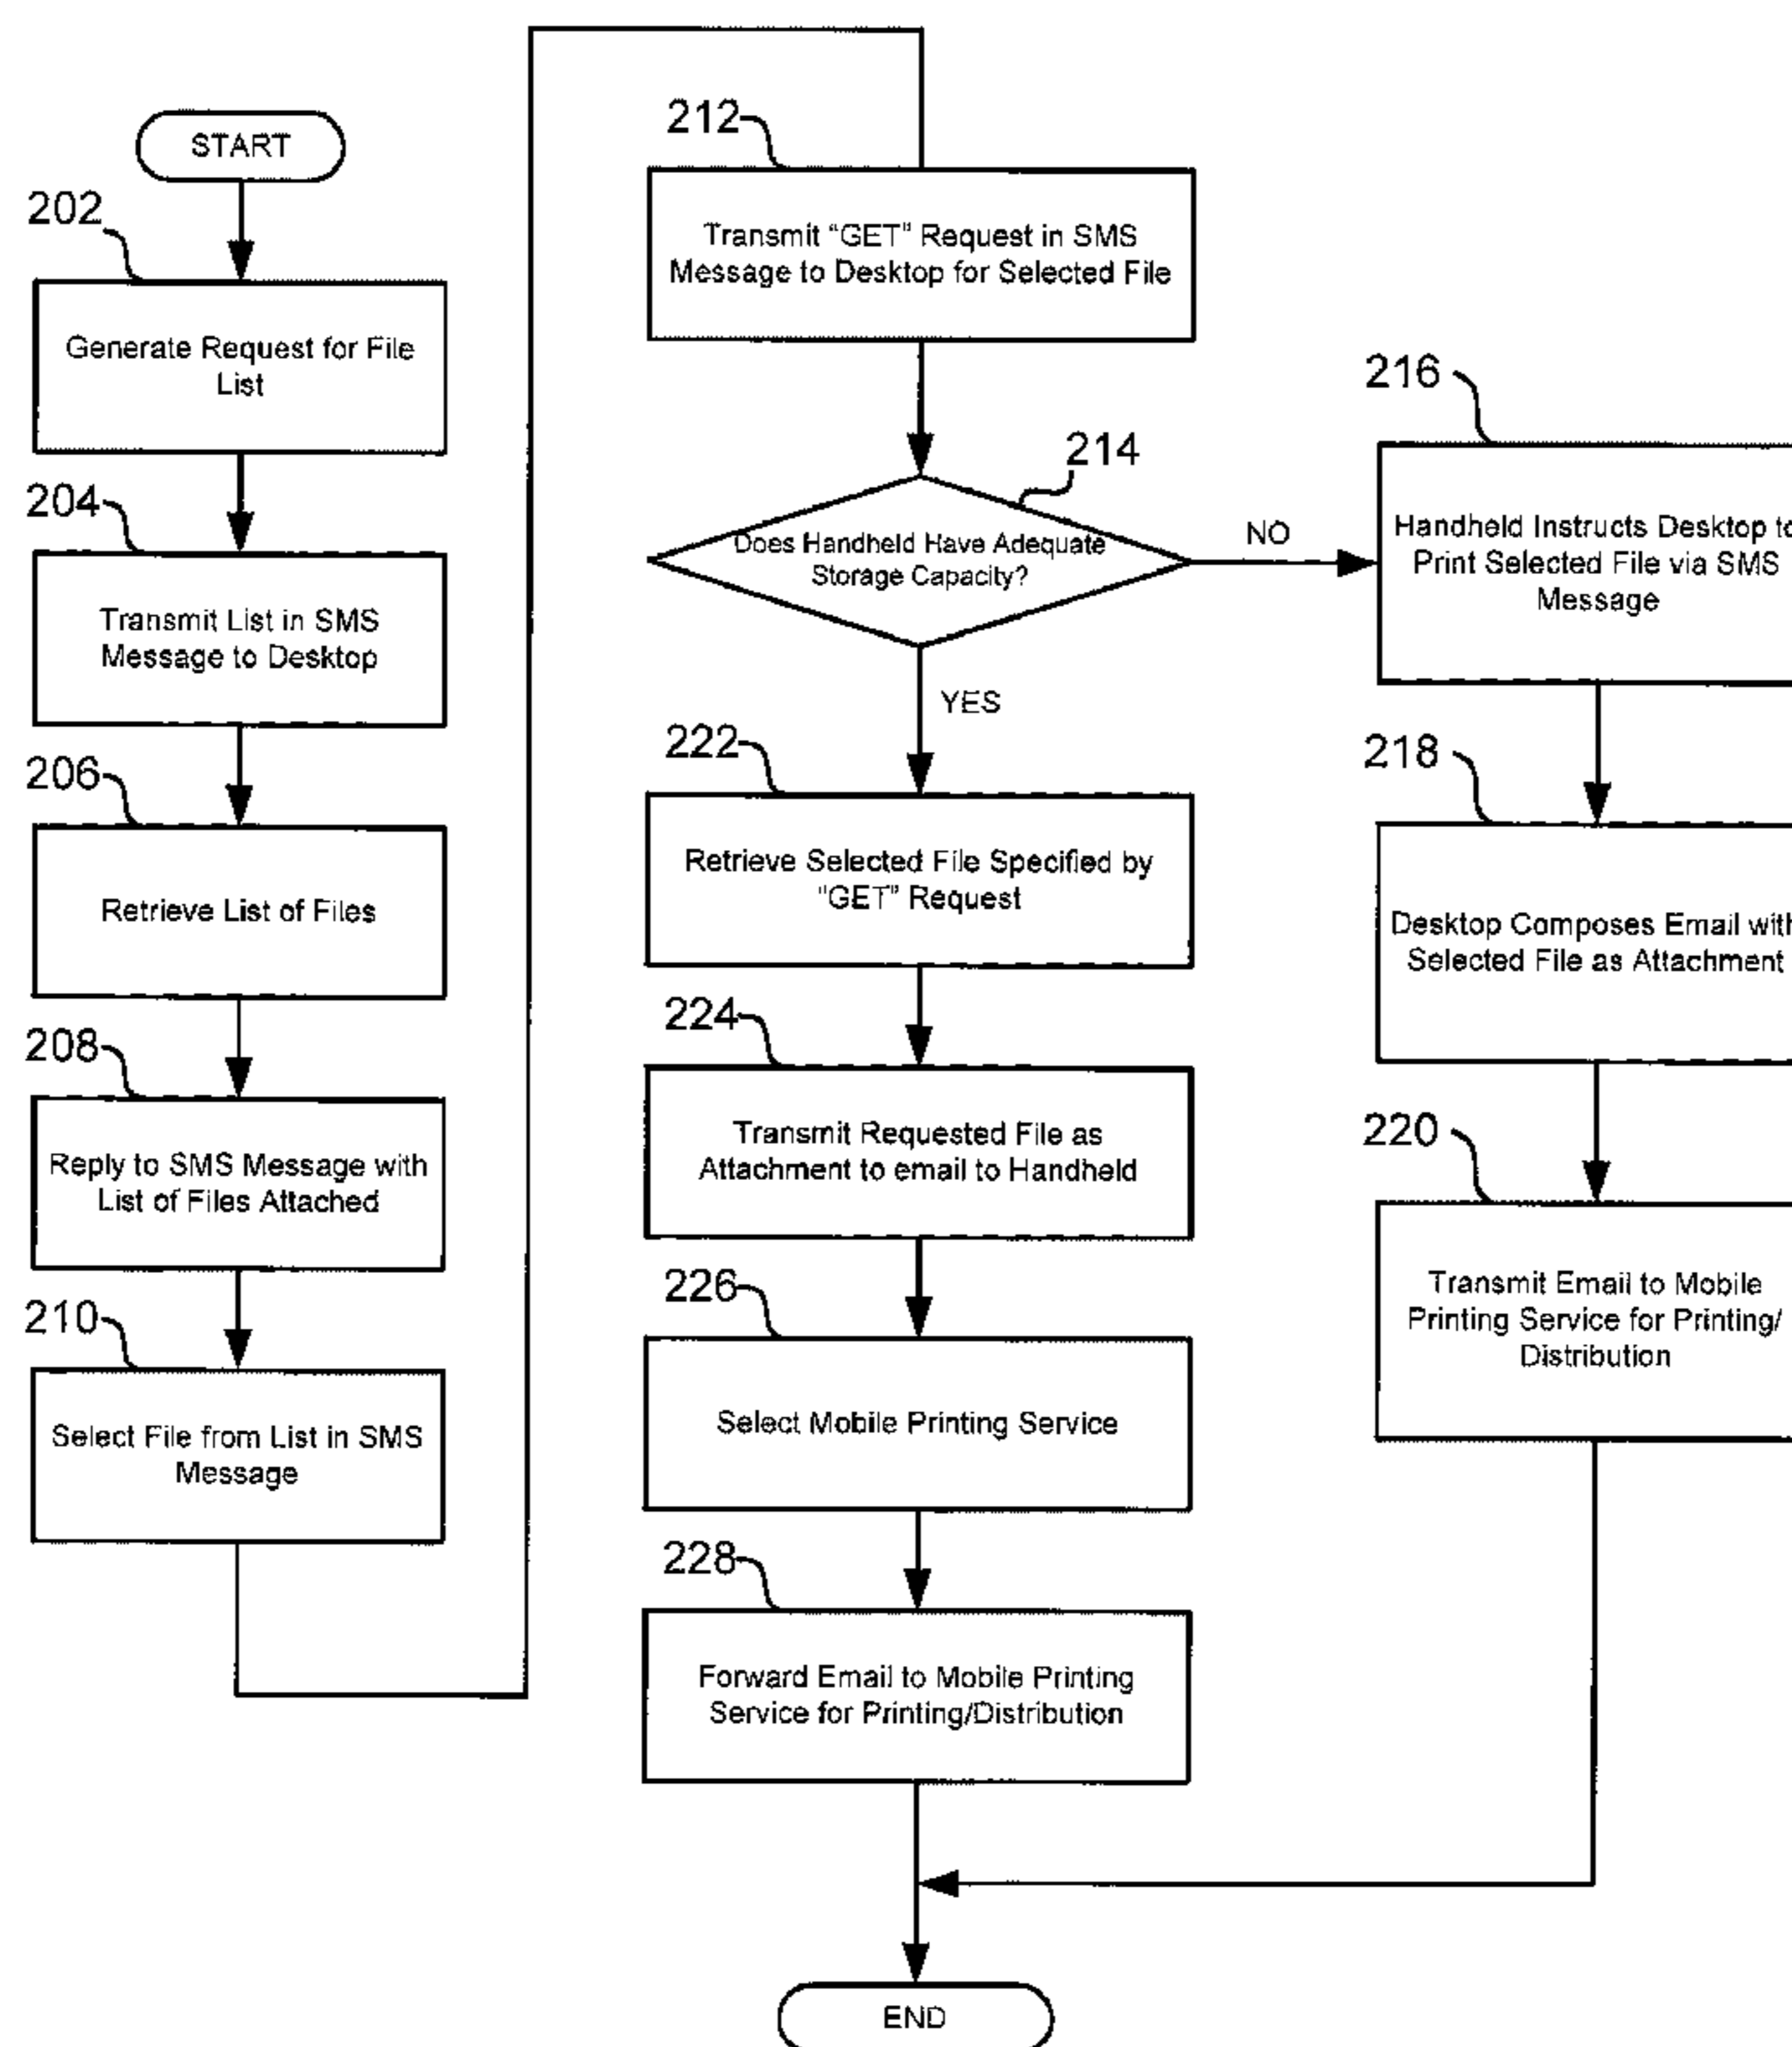 START
202
Generate Request for File
List
204
Transmit List in SMS
Message to Desktop
206
Retrieve List of Files
208
Reply to SMS Message with
List of Files Attached
210
Select File from List in SMS
Message
212
Transmit “GET” Request in SMS
Message to Desktop for Selected File
214
Does Handheld Have Adequate
Storage Capacity?
NO
YES
222
Retrieve Selected File Specified by
“GET” Request
224
Transmit Requested File as
Attachment to email to Handheld
226
Select Mobile Printing Service
228
Forward Email to Mobile Printing
Service for Printing/Distribution
216
Handheld Instructs Desktop to
Print Selected File via SMS
Message
218
Desktop Composes Email with
Selected File as Attachment
220
Transmit Email to Mobile
Printing Service for Printing/
Distribution
END